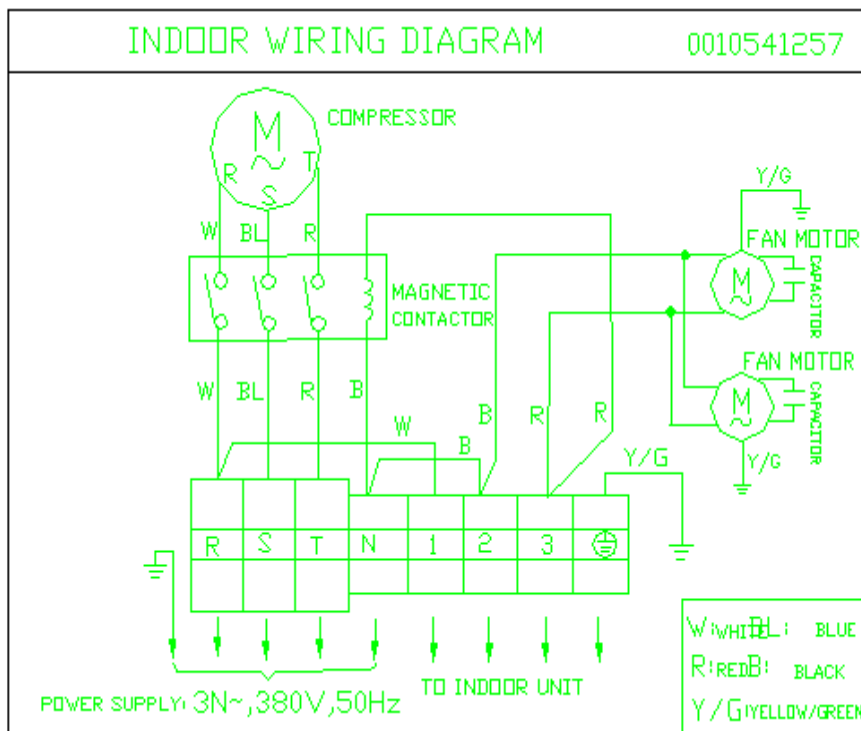 INDOOR WIRING DIAGRAM 0010541257
M
COMPRESSOR
R S T
W BL R
Y/G
FAN MOTOR
M
CAPACITOR
MAGNETIC
CONTACTOR
FAN MOTOR
M
CAPACITOR
W BL R B
W
B
B R R
Y/G
Y/G
R S T N 1 2 3
TO INDOOR UNIT
POWER SUPPLY: 3N~,380V,50Hz
W:WHITE BL: BLUE
R:RED B: BLACK
Y/G:YELLOW/GREEN